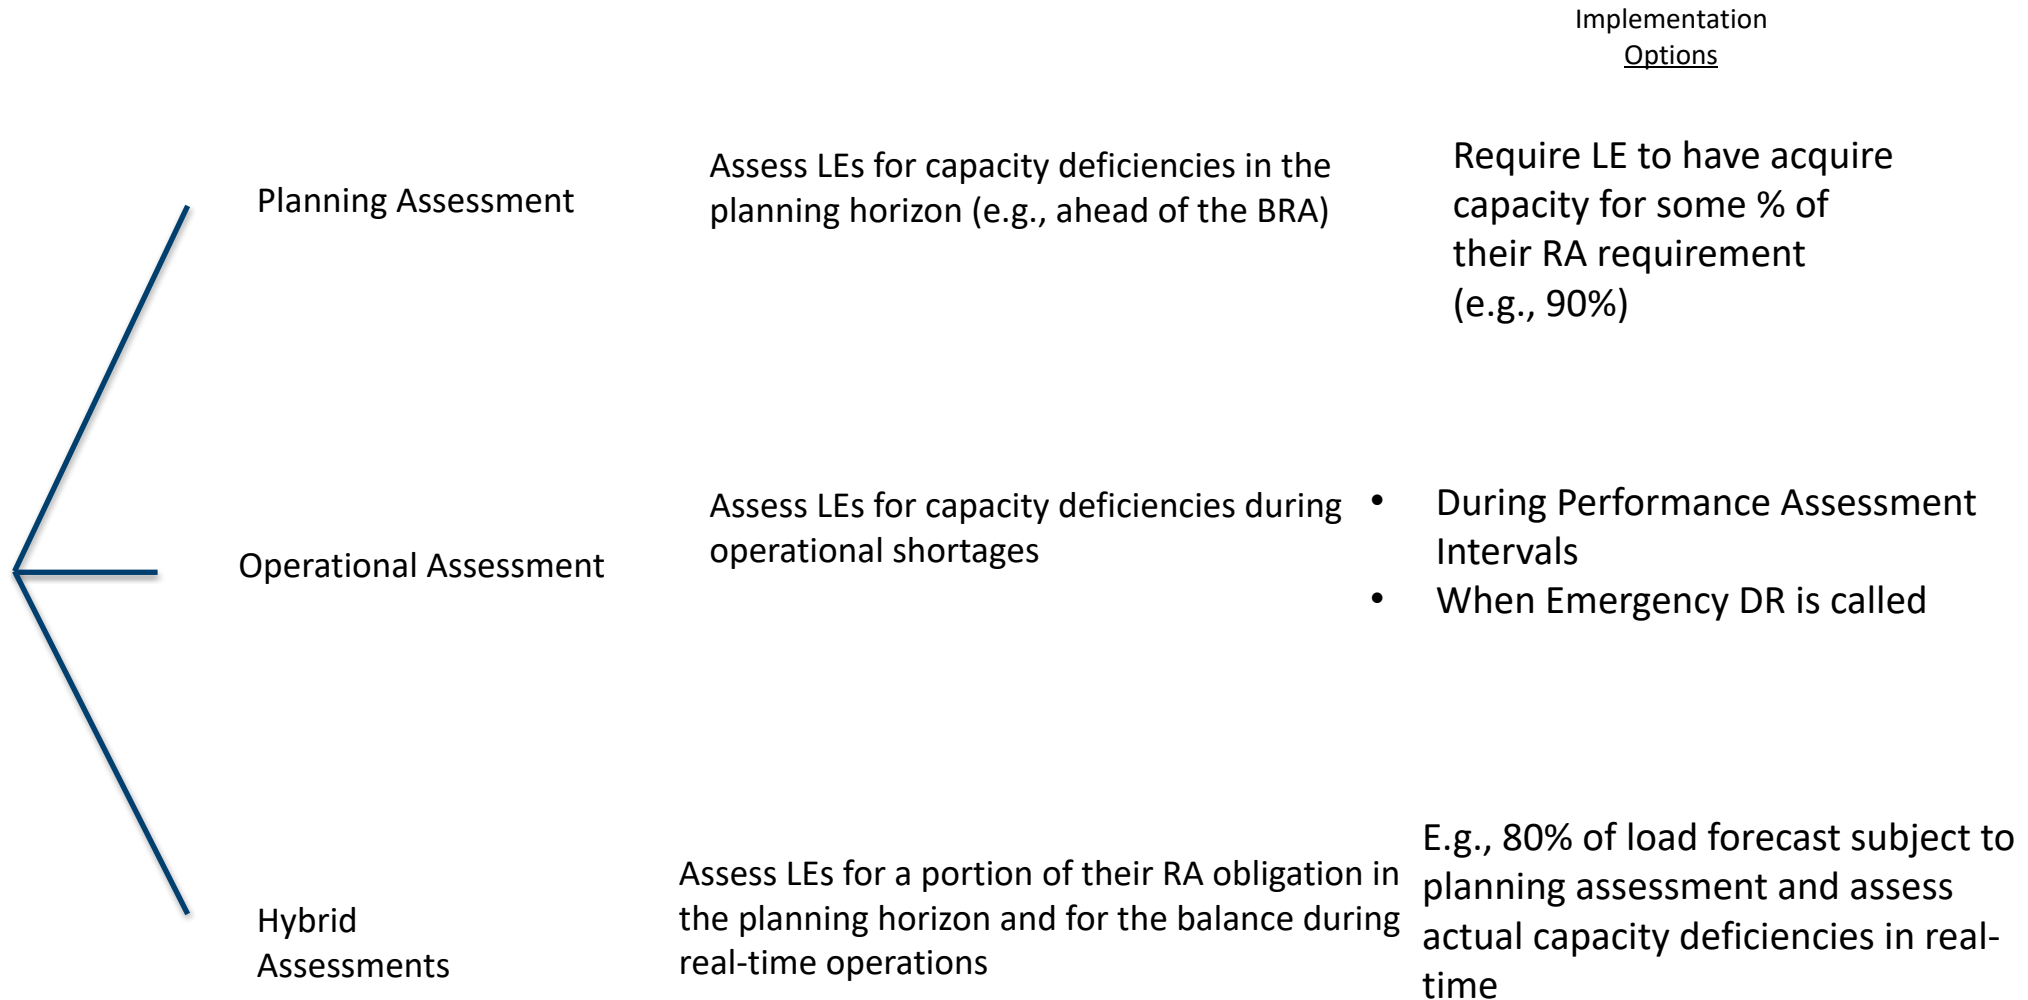 Implementation
Options
Planning Assessment
Assess LEs for capacity deficiencies in the
planning horizon (e.g., ahead of the BRA)
Require LE to have acquire
capacity for some % of
their RA requirement
(e.g., 90%)
Operational Assessment
Assess LEs for capacity deficiencies during
operational shortages
• During Performance Assessment
Intervals
• When Emergency DR is called
Hybrid
Assessments
Assess LEs for a portion of their RA obligation in
the planning horizon and for the balance during
real-time operations
E.g., 80% of load forecast subject to
planning assessment and assess
actual capacity deficiencies in real-
time